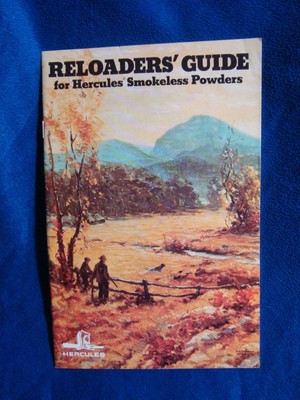 RELOADERS' GUIDE
for Hercules® Smokeless Powders
HERCULES